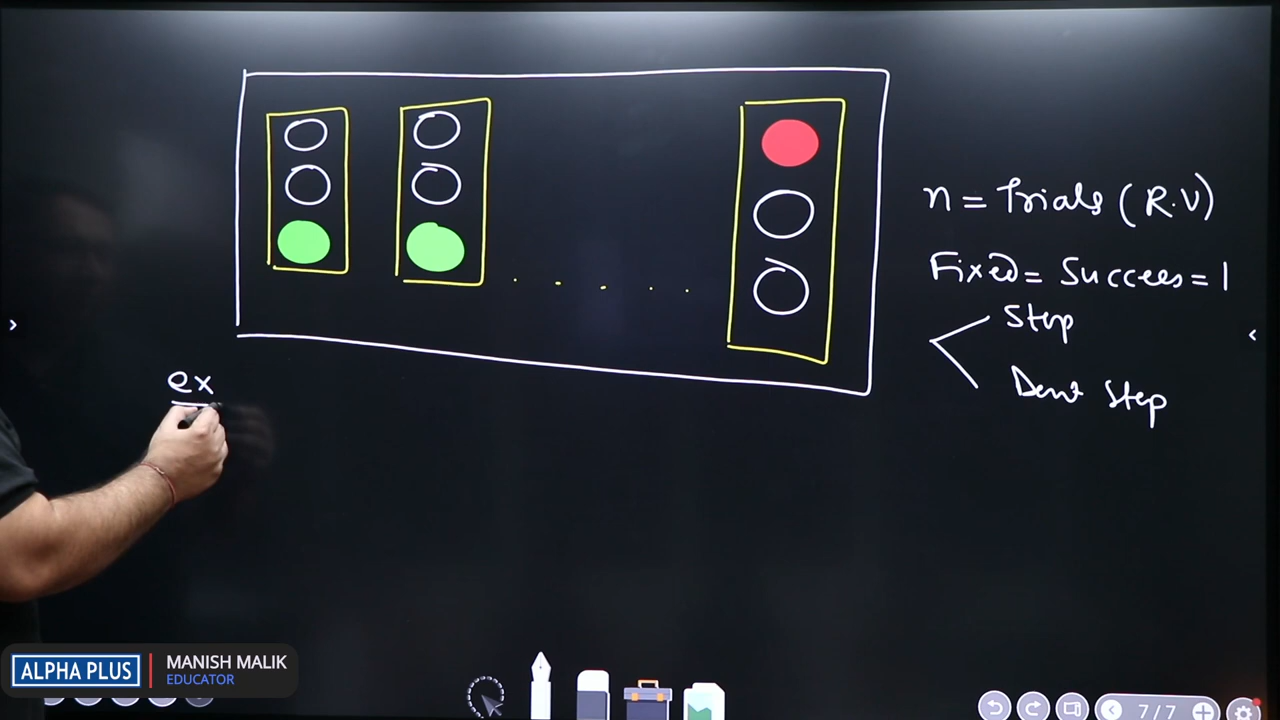 n = Trials (R.V)
Fixed = Success = 1
Stop
Dont Stop
ex
ALPHA PLUS
MANISH MALIK
EDUCATOR
7/7